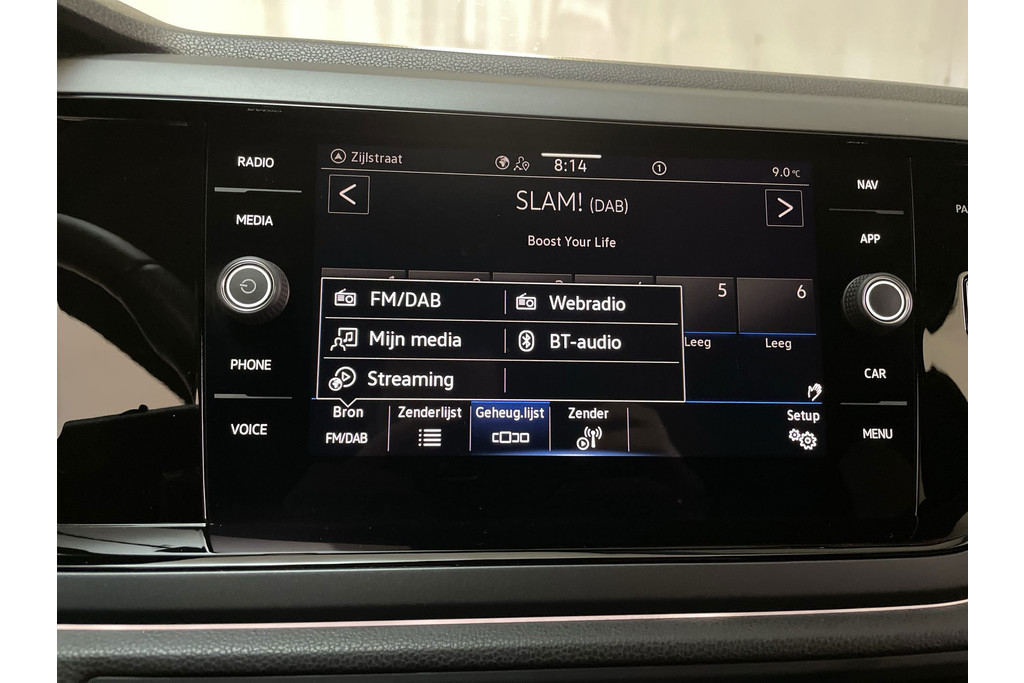 RADIO
MEDIA
PHONE
VOICE
Zijlstraat
8:14
1
9.0 °C
<
SLAM! (DAB)
>
Boost Your Life
5
6
Leeg
Leeg
FM/DAB
Webradio
Mijn media
BT-audio
Streaming
Bron
Zenderlijst
Geheug.lijst
Zender
Setup
FM/DAB
NAV
APP
CAR
MENU
PA